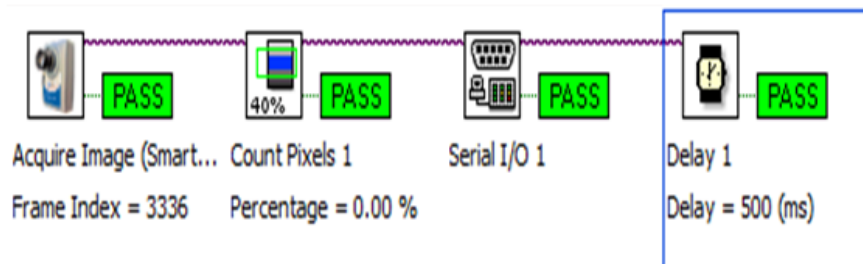 PASS
40%
PASS
PASS
PASS
Acquire Image (Smart... Count Pixels 1 Serial I/O 1 Delay 1
Frame Index = 3336 Percentage = 0.00 % Delay = 500 (ms)